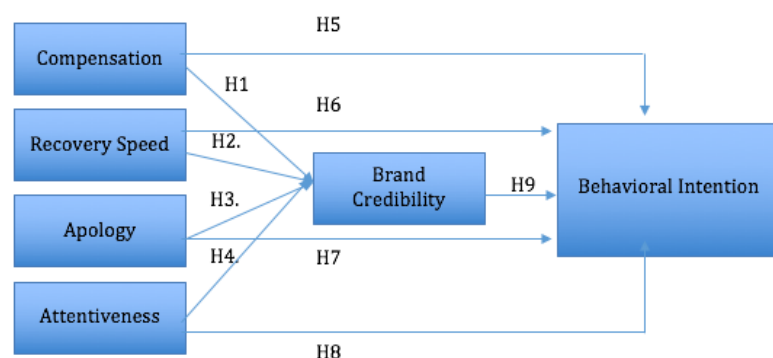 H5
Compensation
H1
H6
Recovery Speed
H2.
Brand
Credibility
H9
Behavioral Intention
H3.
Apology
H4.
H7
Attentiveness
H8